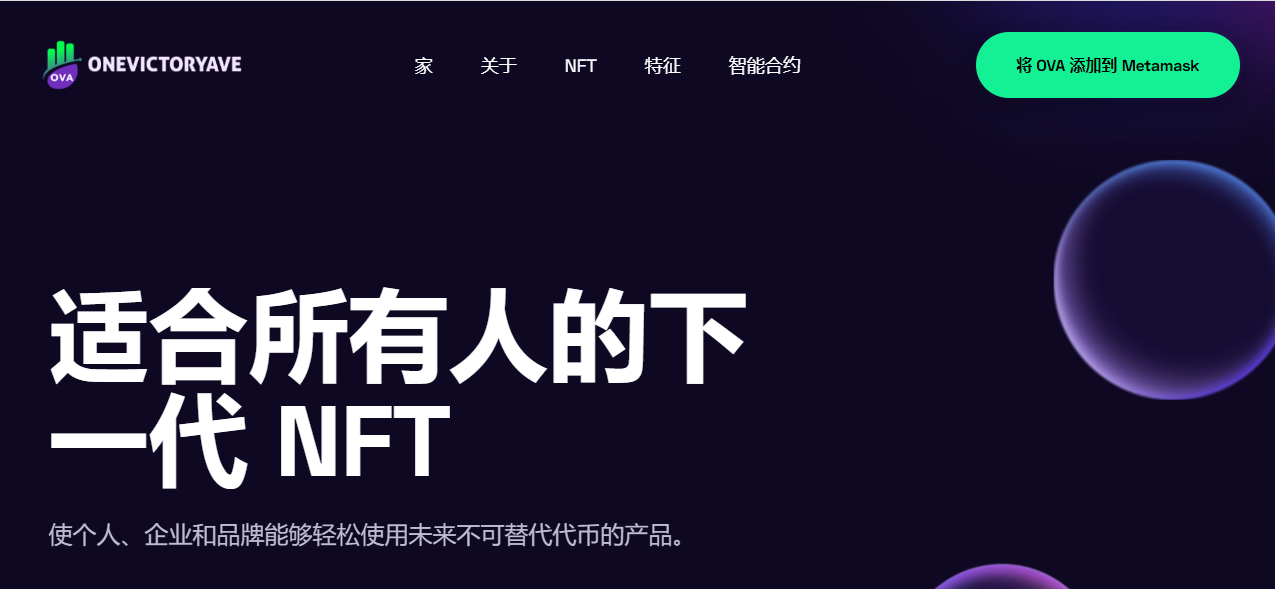 OVA ONEVICTORYAVE
家 关于 NFT 特征 智能合约
将 OVA 添加到 Metamask
适合所有人的下
一代 NFT
使个人、企业和品牌能够轻松使用未来不可替代代币的产品。